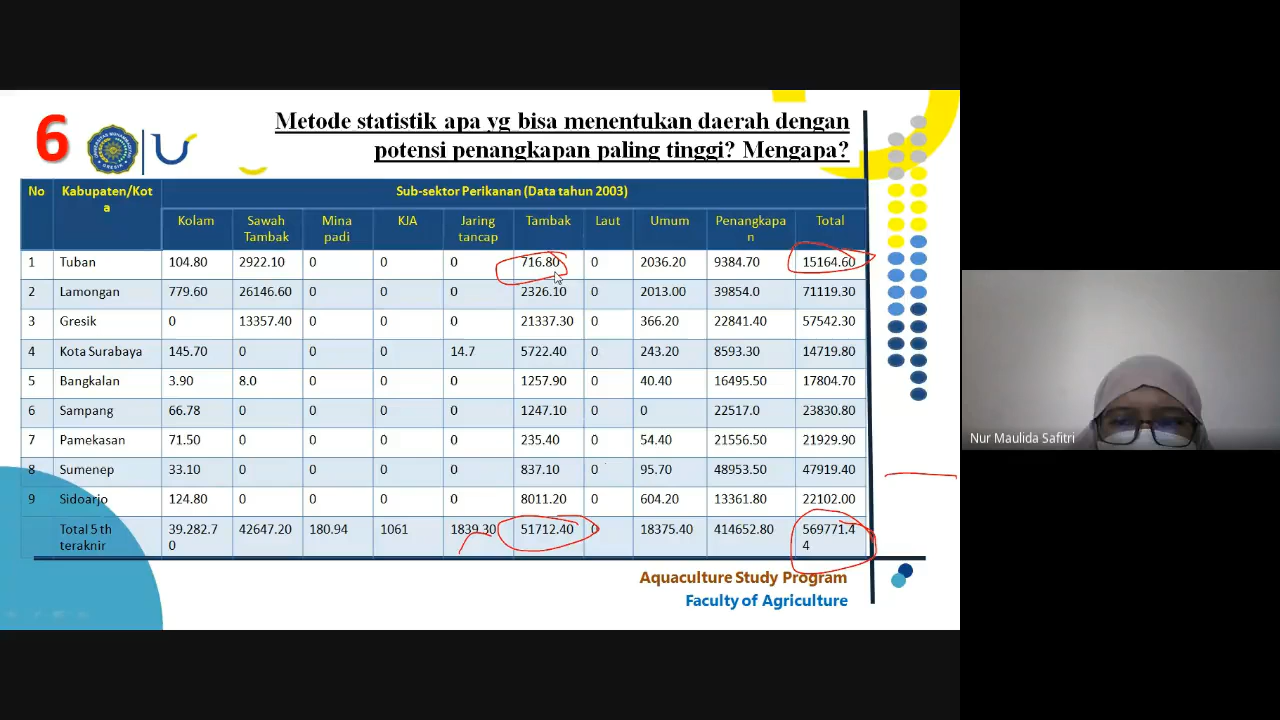 6
Metode statistik apa yg bisa menentukan daerah dengan
potensi penangkapan paling tinggi? Mengapa?
No Kabupaten/Kot
a Sub-sektor Perikanan (Data tahun 2003)
Kolam Sawah
Tambak Mina
padi KJA Jaring
tancap Tambak Laut Umum Penangkapa
n Total
1 Tuban 104.80 2922.10 0 0 0 716.80 0 2036.20 9384.70 15164.60
2 Lamongan 779.60 26146.60 0 0 0 2326.10 0 2013.00 39854.0 71119.30
3 Gresik 0 13357.40 0 0 0 21337.30 0 366.20 22841.40 57542.30
4 Kota Surabaya 145.70 0 0 0 14.7 5722.40 0 243.20 8593.30 14719.80
5 Bangkalan 3.90 8.0 0 0 0 1257.90 0 40.40 16495.50 17804.70
6 Sampang 66.78 0 0 0 0 1247.10 0 0 22517.0 23830.80
7 Pamekasan 71.50 0 0 0 0 235.40 0 54.40 21556.50 21929.90
8 Sumenep 33.10 0 0 0 0 837.10 0 95.70 48953.50 47919.40
9 Sidoarjo 124.80 0 0 0 0 8011.20 0 604.20 13361.80 22102.00
Total 5 th
teraknir 39.282.7
0 42647.20 180.94 1061 1839.30 51712.40 0 18375.40 414652.80 569771.4
4
Aquaculture Study Program
Faculty of Agriculture
Nur Maulida Safitri